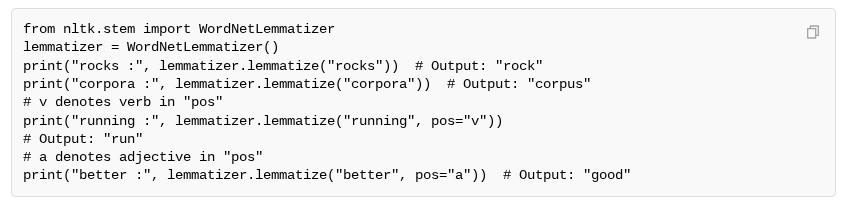 from nltk.stem import WordNetLemmatizer
lemmatizer = WordNetLemmatizer()
print("rocks :", lemmatizer.lemmatize("rocks"))  # Output: "rock"
print("corpora :", lemmatizer.lemmatize("corpora"))  # Output: "corpus"
# v denotes verb in "pos"
print("running :", lemmatizer.lemmatize("running", pos="v"))
# Output: "run"
# a denotes adjective in "pos"
print("better :", lemmatizer.lemmatize("better", pos="a"))  # Output: "good"